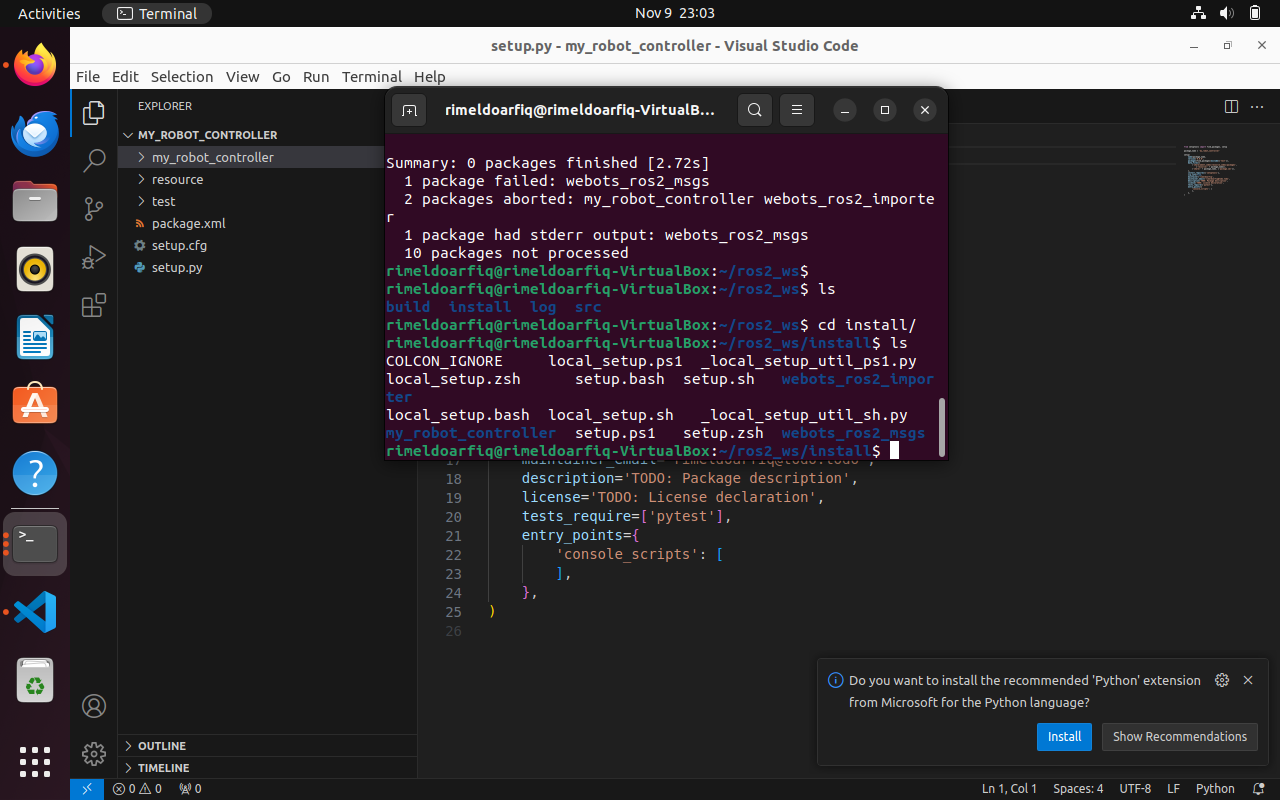 Activities
Terminal
Nov 9 23:03
setup.py - my_robot_controller - Visual Studio Code
File Edit Selection View Go Run Terminal Help
EXPLORER
MY_ROBOT_CONTROLLER
my_robot_controller
resource
test
package.xml
setup.cfg
setup.py
OUTLINE
TIMELINE
rimeldoarfiq@rimeldoarfiq-VirtualB...
Summary: 0 packages finished [2.72s]
1 package failed: webots_ros2_msgs
2 packages aborted: my_robot_controller webots_ros2_importe
r
1 package had stderr output: webots_ros2_msgs
10 packages not processed
rimeldoarfiq@rimeldoarfiq-VirtualBox:~/ros2_ws$
rimeldoarfiq@rimeldoarfiq-VirtualBox:~/ros2_ws$ ls
build install log src
rimeldoarfiq@rimeldoarfiq-VirtualBox:~/ros2_ws$ cd install/
rimeldoarfiq@rimeldoarfiq-VirtualBox:~/ros2_ws/install$ ls
COLCON_IGNORE local_setup.ps1 _local_setup_util_ps1.py
local_setup.zsh setup.bash setup.sh webots_ros2_impor
ter
local_setup.bash local_setup.sh _local_setup_util_sh.py
my_robot_controller setup.ps1 setup.zsh webots_ros2_msgs
rimeldoarfiq@rimeldoarfiq-VirtualBox:~/ros2_ws/install$
17 maintainer_email='rimeldoarfiq@todo.todo',
18 description='TODO: Package description',
19 license='TODO: License declaration',
20 tests_require=['pytest'],
21 entry_points={
22 'console_scripts': [
23 ],
24 },
25 )
26
Do you want to install the recommended 'Python' extension
from Microsoft for the Python language?
Install
Show Recommendations
0 0 0
Ln 1, Col 1 Spaces: 4 UTF-8 LF Python